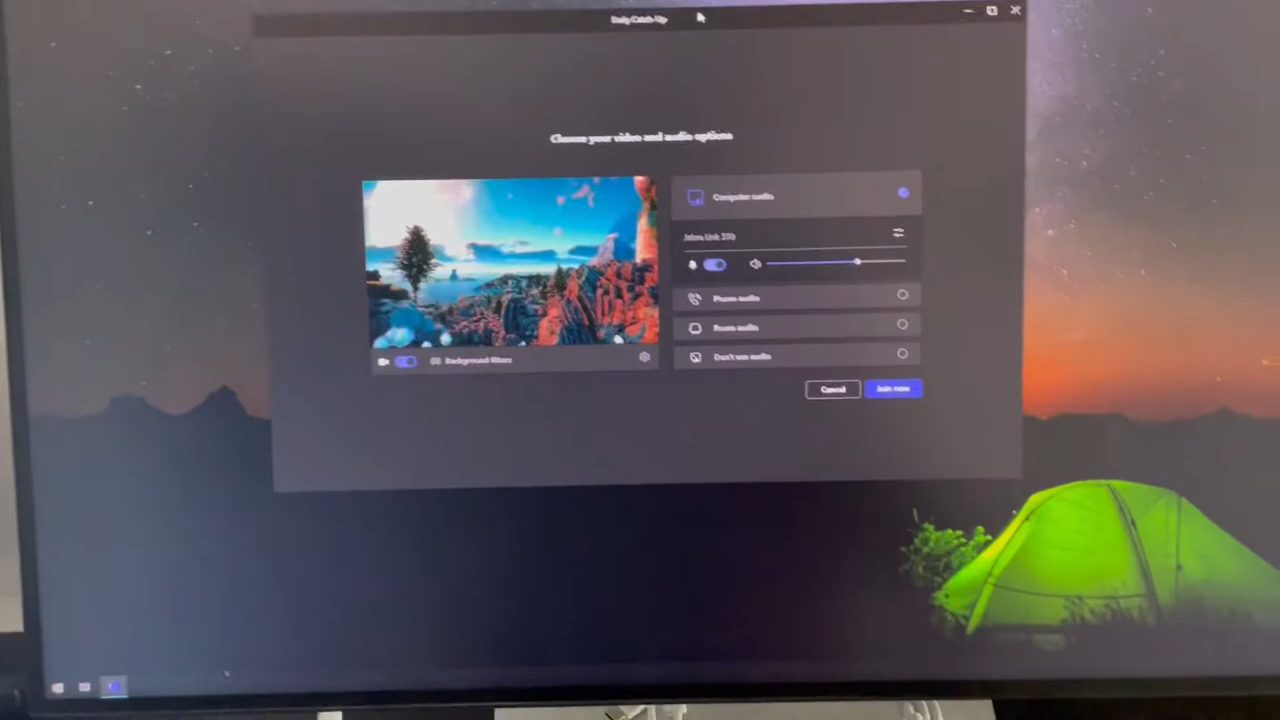 Daily Catch-Up
Choose your video and audio options
Computer audio
Jabra Link 370
Phone audio
Room audio
Don't use audio
Background filters
Cancel
Join now